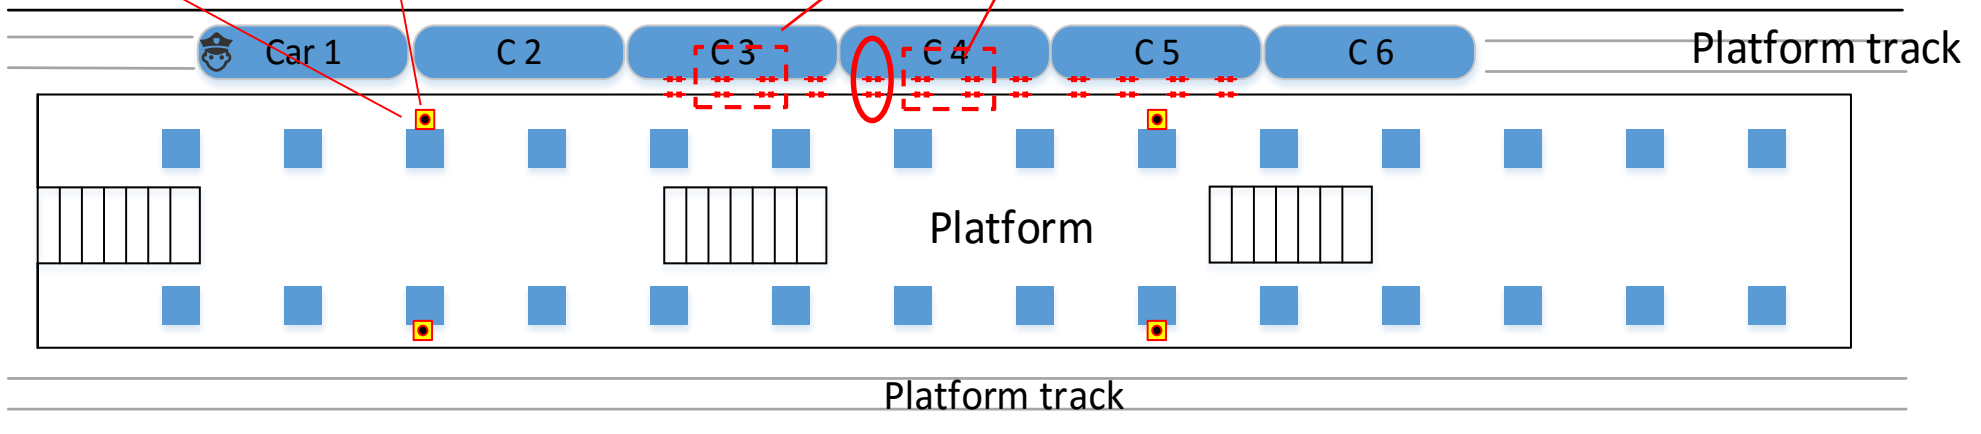 Car 1
C 2
C 3
C 4
C 5
C 6
Platform track
Platform
Platform track